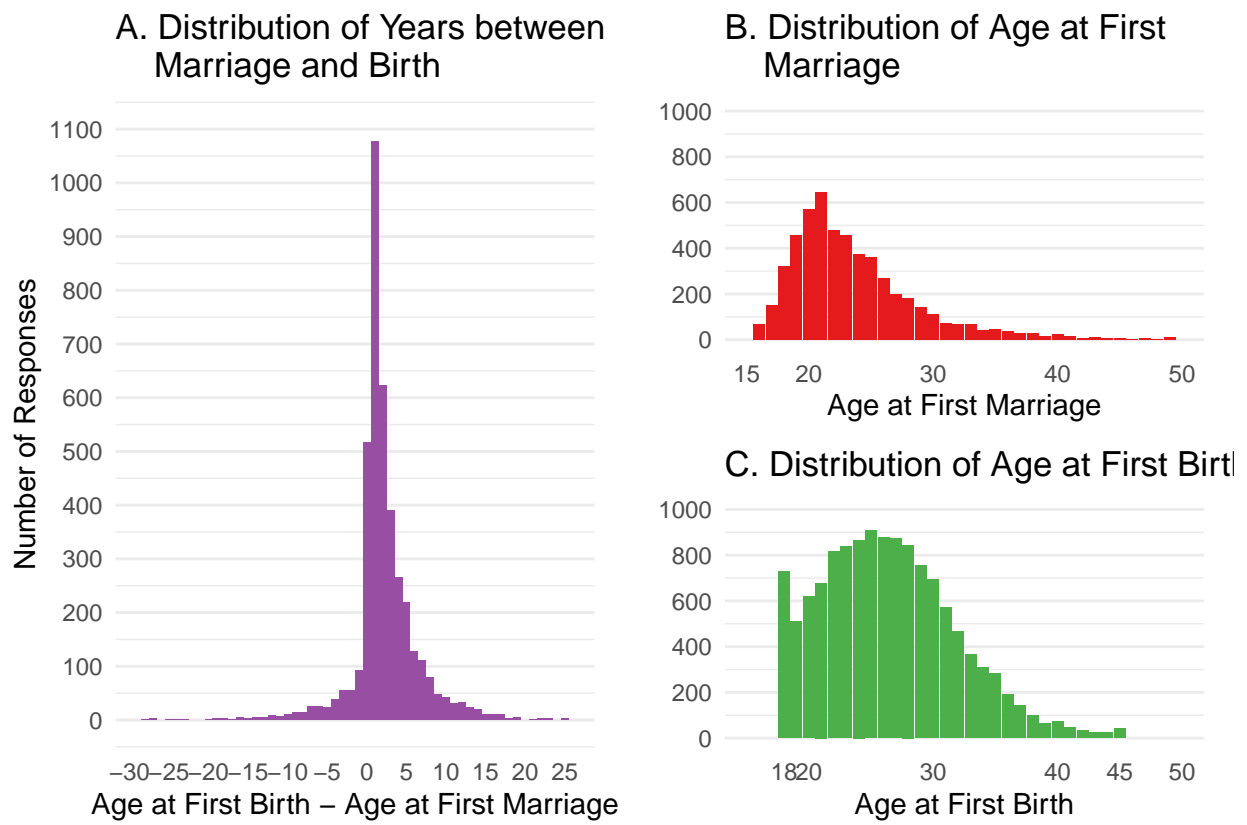 A. Distribution of Years between
Marriage and Birth
Number of Responses
1100
1000
900
800
700
600
500
400
300
200
100
0
−30−25−20−15−10 −5 0 5 10 15 20 25
Age at First Birth − Age at First Marriage
B. Distribution of Age at First
Marriage
1000
800
600
400
200
0
15 20 30 40 50
Age at First Marriage
C. Distribution of Age at First Birth
1000
800
600
400
200
0
1820 30 40 45 50
Age at First Birth